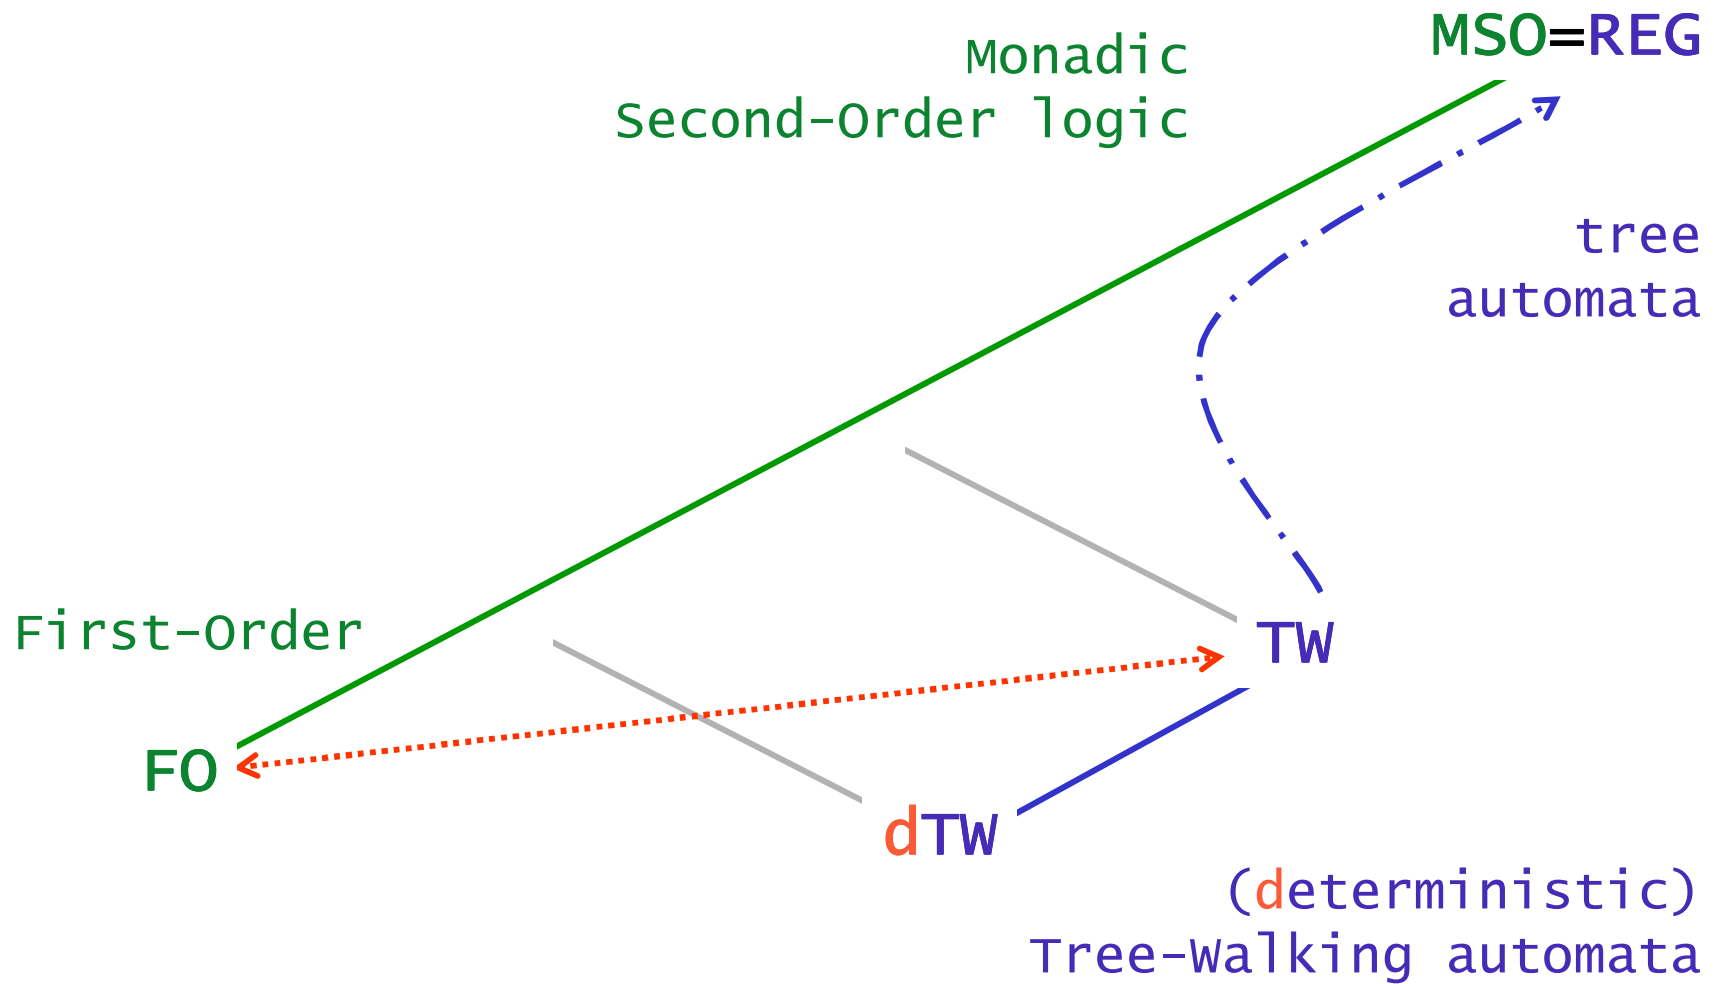 MSO=REG
Monadic
Second-Order logic
tree
automata
First-Order
TW
FO
dTW
(deterministic)
Tree-Walking automata